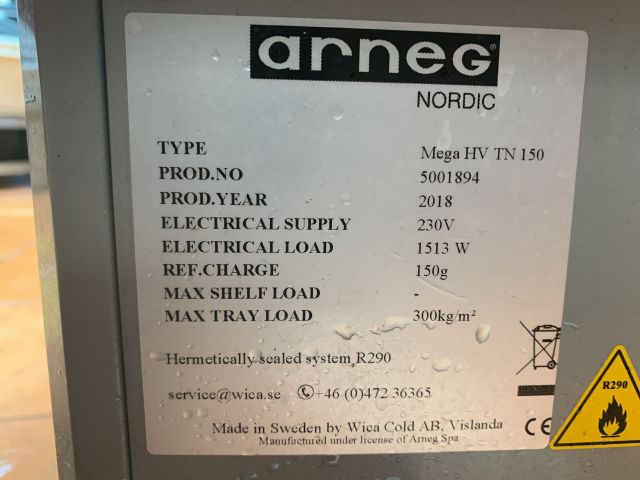 arneg®
NORDIC
TYPE Mega HV TN 150
PROD.NO 5001894
PROD.YEAR 2018
ELECTRICAL SUPPLY 230V
ELECTRICAL LOAD 1513 W
REF.CHARGE 150g
MAX SHELF LOAD -
MAX TRAY LOAD 300kg/m²
Hermetically sealed system R290
service@wica.se ✆+46 (0)472 36365
Made in Sweden by Wica Cold AB, Vislanda
Manufactured under license of Arneg Spa
CE
R290